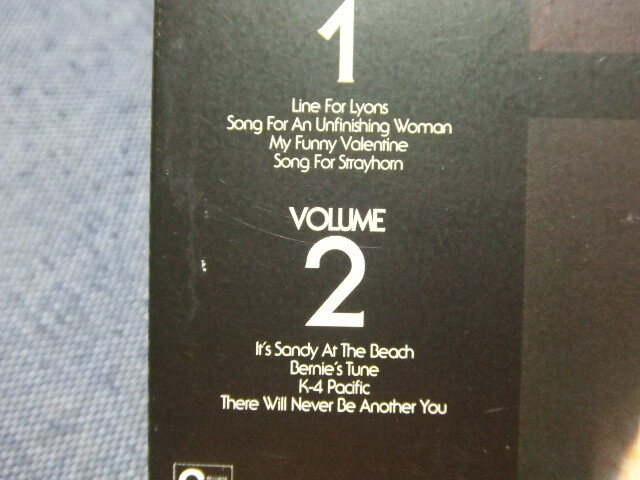 1
Line For Lyons
Song For An Unfinishing Woman
My Funny Valentine
Song For Strayhorn
VOLUME
2
It's Sandy At The Beach
Bernie's Tune
K-4 Pacific
There Will Never Be Another You